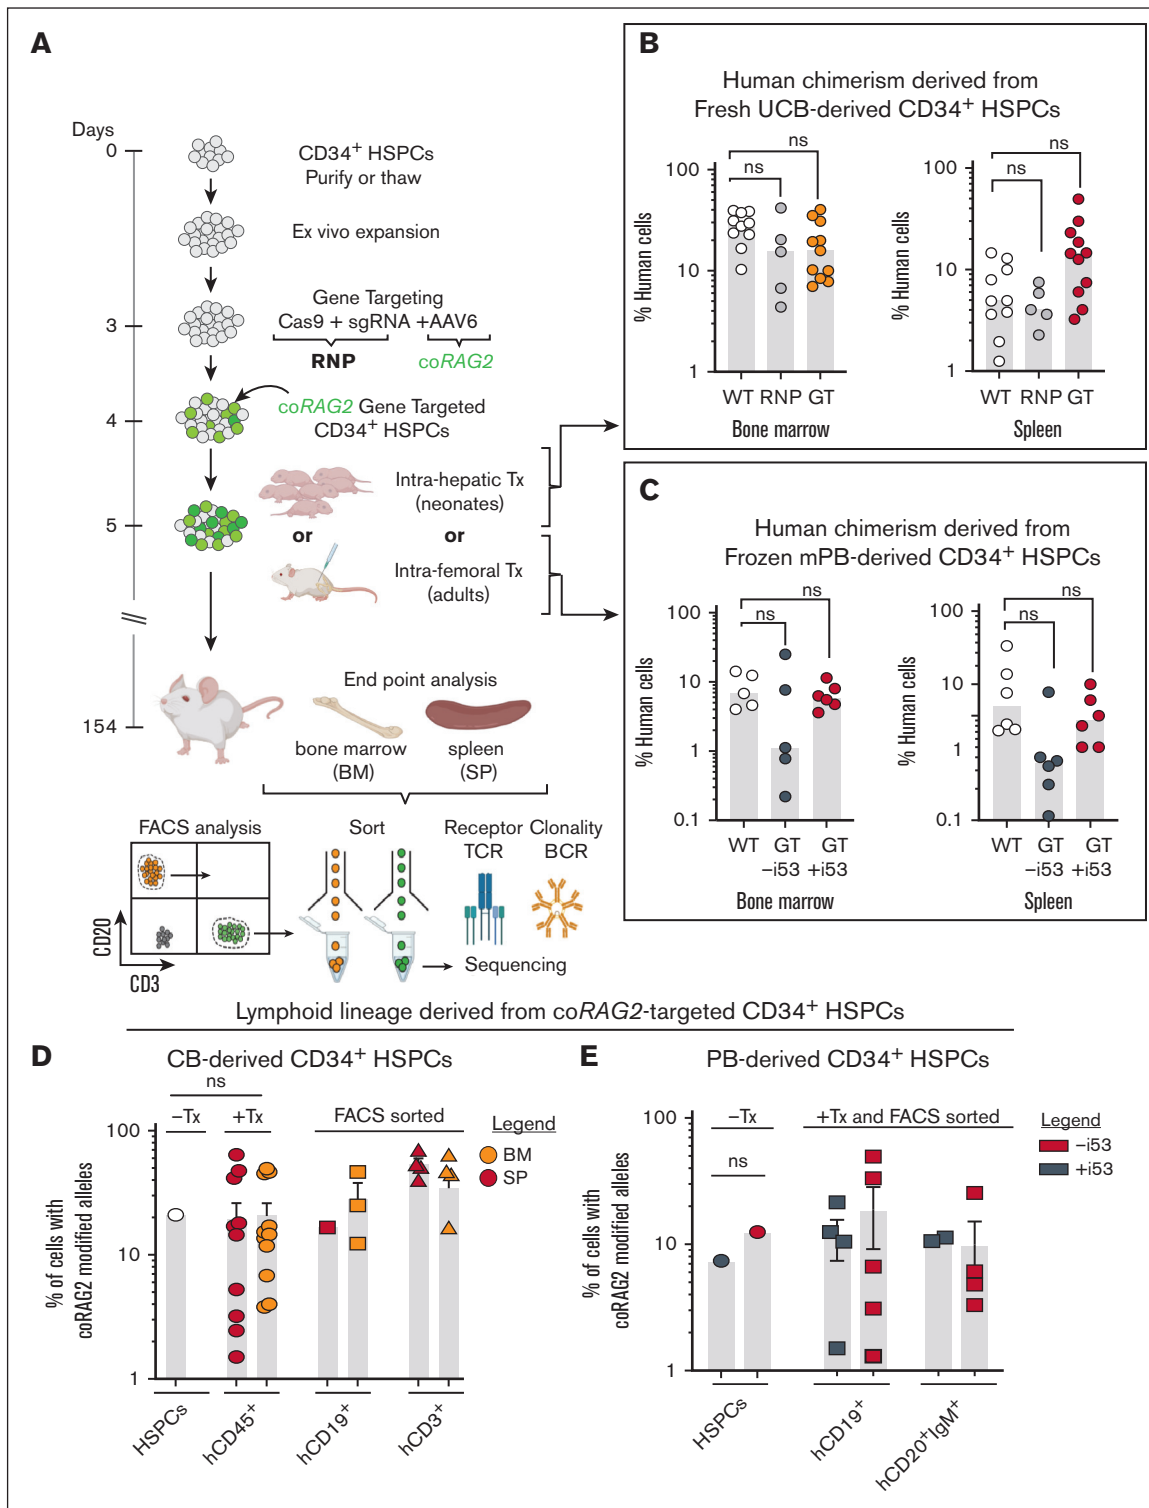 A
Days
0
CD34+ HSPCs
Purify or thaw
Ex vivo expansion
Gene Targeting
3
Cas9 + sgRNA +AAV6
RNP
coRAG2
coRAG2 Gene Targeted
CD34+ HSPCs
4
Intra-hepatic Tx
(neonates)
5
or
or
Intra-femoral Tx
(adults)
End point analysis
154
bone marrow
(BM)
spleen
(SP)
FACS analysis
Sort
Receptor Clonality
TCR
BCR
CD20
CD3
Sequencing
B
Human chimerism derived from
Fresh UCB-derived CD34+ HSPCs
% Human cells
100
10
1
ns
ns
WT RNP GT
Bone marrow
% Human cells
100
10
1
ns
ns
WT RNP GT
Spleen
C
Human chimerism derived from
Frozen mPB-derived CD34+ HSPCs
% Human cells
100
10
1
0.1
ns
ns
WT GT GT
–i53 +i53
Bone marrow
% Human cells
100
10
1
0.1
ns
ns
WT GT GT
–i53 +i53
Spleen
Lymphoid lineage derived from coRAG2-targeted CD34+ HSPCs
D
CB-derived CD34+ HSPCs
ns
–Tx
+Tx
FACS sorted
Legend
BM
SP
% of cells with
coRAG2 modified alleles
100
10
1
HSPCs
hCD45+
hCD19+
hCD3+
E
PB-derived CD34+ HSPCs
–Tx
+Tx and FACS sorted
Legend
–i53
+i53
ns
% of cells with
coRAG2 modified alleles
100
10
1
HSPCs
hCD19+
hCD20+IgM+